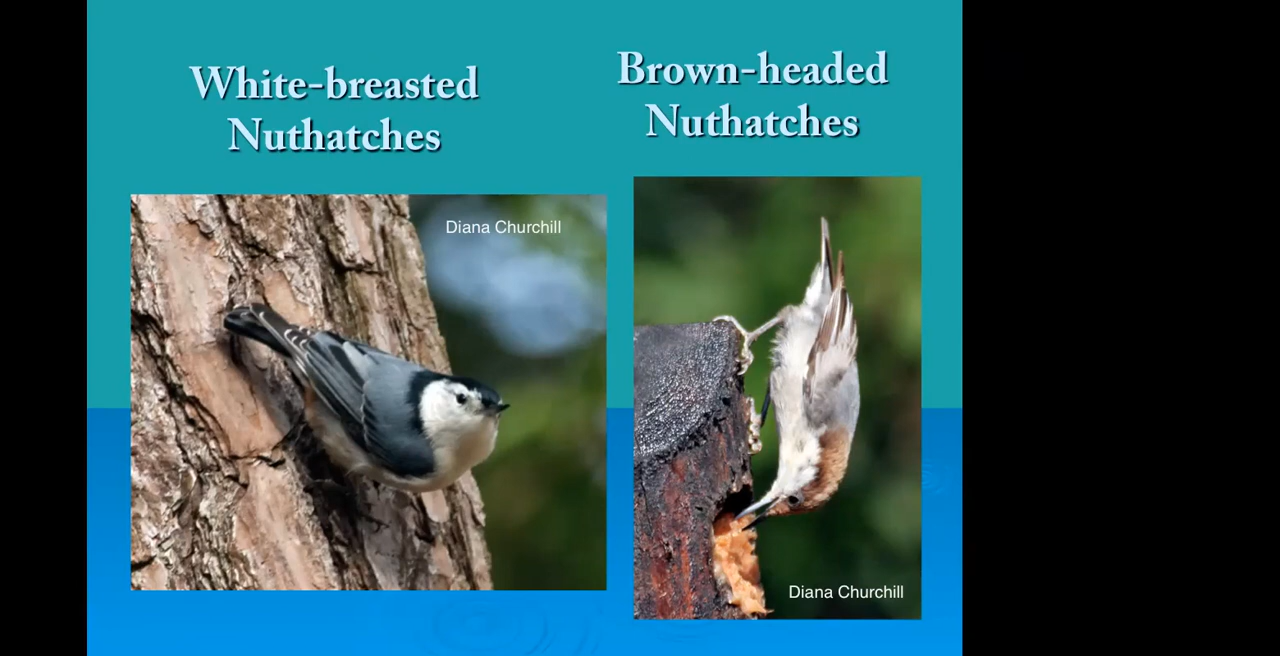 White-breasted
Nuthatches
Brown-headed
Nuthatches
Diana Churchill
Diana Churchill